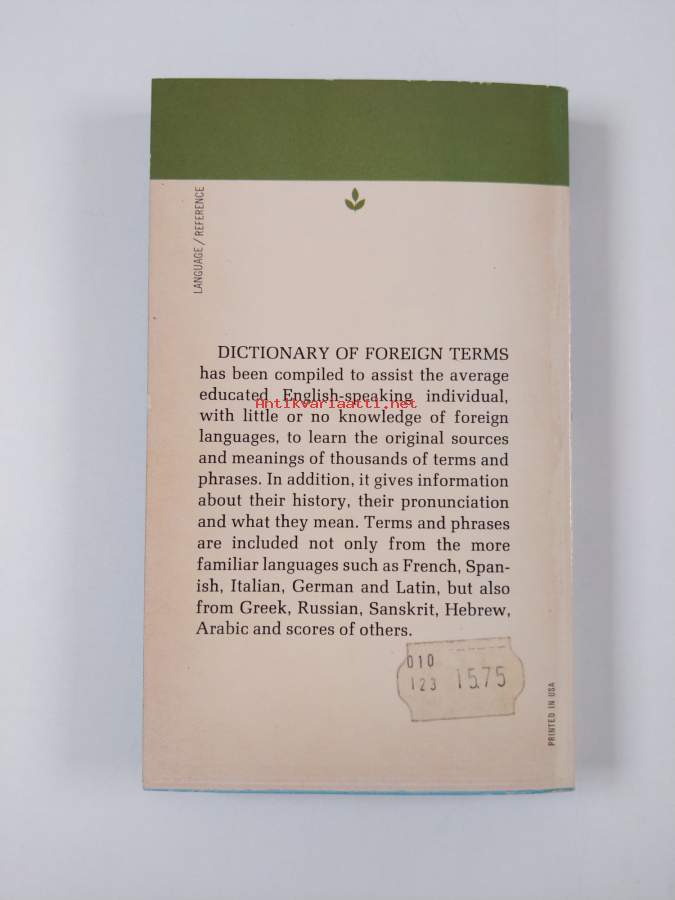 LANGUAGE/REFERENCE
DICTIONARY OF FOREIGN TERMS
has been compiled to assist the average
educated English-speaking individual,
Antikvariaatti.net
with little or no knowledge of foreign
languages, to learn the original sources
and meanings of thousands of terms and
phrases. In addition, it gives information
about their history, their pronunciation
and what they mean. Terms and phrases
are included not only from the more
familiar languages such as French, Span-
ish, Italian, German and Latin, but also
from Greek, Russian, Sanskrit, Hebrew,
Arabic and scores of others.
010
123 15.75
PRINTED IN USA